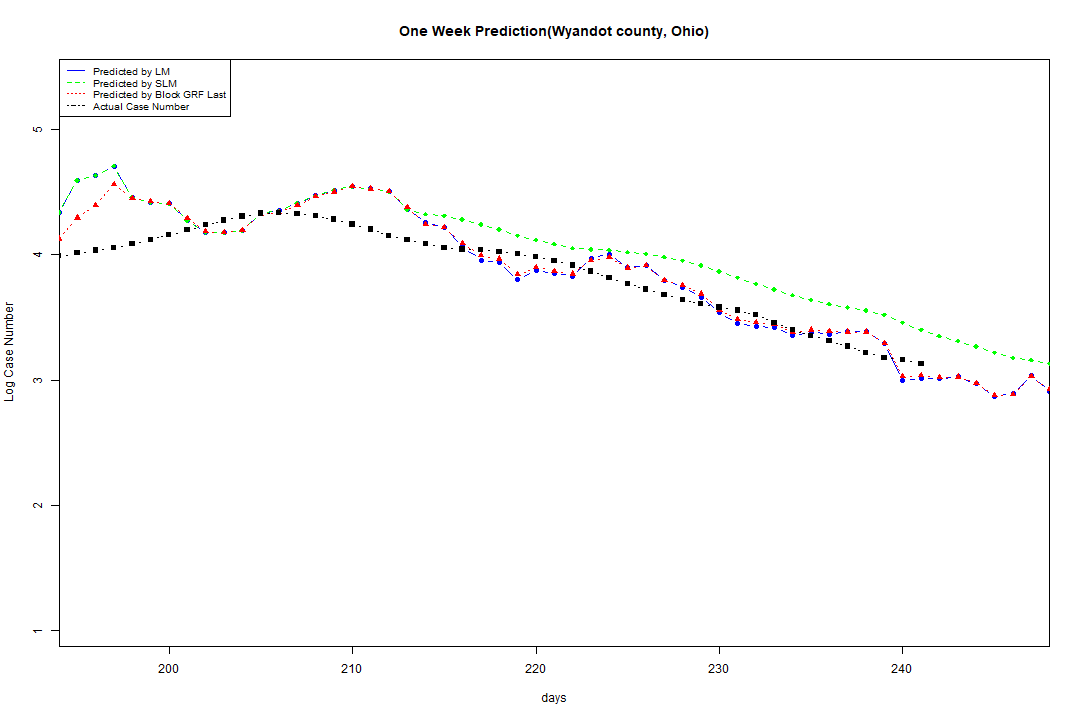 One Week Prediction(Wyandot county, Ohio)
Predicted by LM
Predicted by SLM
Predicted by Block GRF Last
Actual Case Number
5
4
3
2
1
Log Case Number
200 210 220 230 240
days